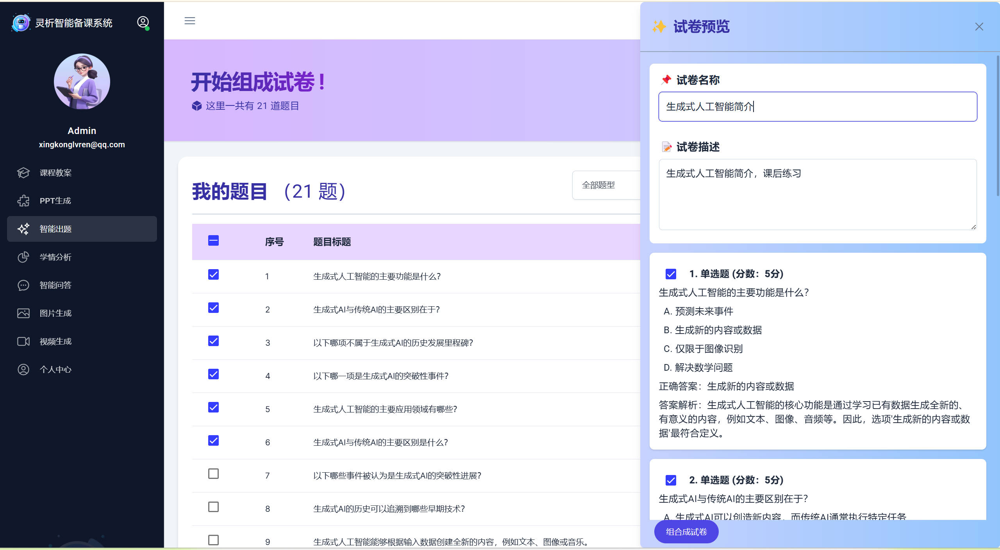 灵析智能备课系统
Admin
xingkonglvren@qq.com
课程教案
PPT生成
智能出题
学情分析
智能问答
图片生成
视频生成
个人中心
开始组成试卷！
这里一共有 21 道题目
我的题目 （21 题）
全部题型
序号 题目标题
1 生成式人工智能的主要功能是什么？
2 生成式AI与传统AI的主要区别在于？
3 以下哪项不属于生成式AI的历史发展里程碑？
4 以下哪一项是生成式AI的突破性事件？
5 生成式人工智能的主要应用领域有哪些？
6 生成式AI与传统AI的主要区别是什么？
7 以下哪些事件被认为是生成式AI的突破性进展？
8 生成式AI的历史可以追溯到哪些早期技术？
9 生成式人工智能能够根据输入数据创建全新的内容，例如文本、图像或音乐。
试卷预览
试卷名称
生成式人工智能简介
试卷描述
生成式人工智能简介，课后练习
1. 单选题 (分数：5分)
生成式人工智能的主要功能是什么？
A. 预测未来事件
B. 生成新的内容或数据
C. 仅限于图像识别
D. 解决数学问题
正确答案：生成新的内容或数据
答案解析：生成式人工智能的核心功能是通过学习已有数据生成全新的、
有意义的内容，例如文本、图像、音频等。因此，选项'生成新的内容或数
据'最符合定义。
2. 单选题 (分数：5分)
生成式AI与传统AI的主要区别在于？
A. 生成式AI可以创造新内容，而传统AI通常执行特定任务
组合成试卷